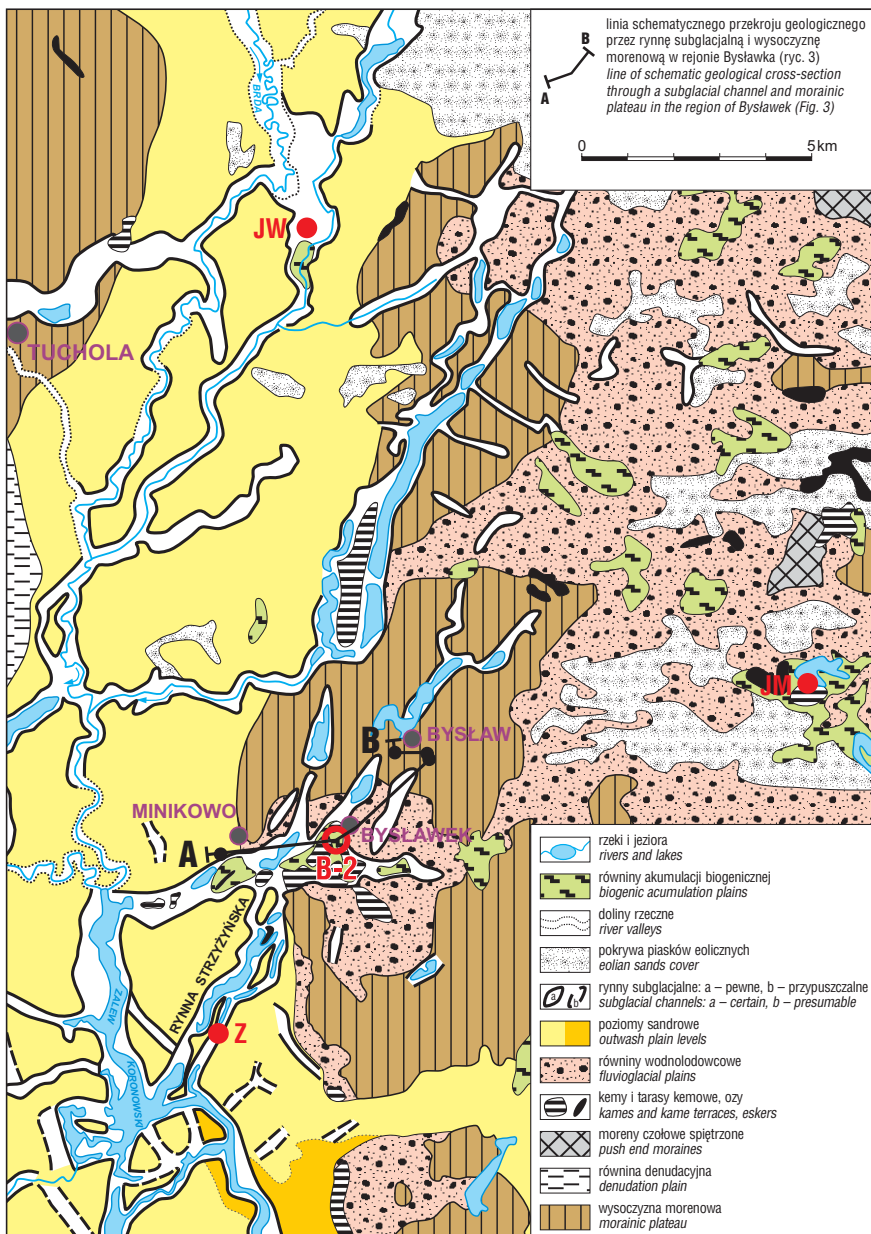 linia schematycznego przekroju geologicznego
przez rynnę subglacjalną i wysoczyznę
morenową w rejonie Bysławka (ryc. 3)
line of schematic geological cross-section
through a subglacial channel and morainic
plateau in the region of Bysławek (Fig. 3)
B
A
0 5 km
BRDA
JW
TUCHOLA
JM
B
BYSŁAW
MINIKOWO
BYSŁAWEK
A
B-2
RYNNA STRZYŻYŃSKA
Z
ZALEW
KORONOWSKI
rzeki i jeziora
rivers and lakes
równiny akumulacji biogenicznej
biogenic acumulation plains
doliny rzeczne
river valleys
pokrywa piasków eolicznych
eolian sands cover
a b
rynny subglacjalne: a – pewne, b – przypuszczalne
subglacial channels: a – certain, b – presumable
poziomy sandrowe
outwash plain levels
równiny wodnolodowcowe
fluvioglacial plains
kemy i tarasy kemowe, ozy
kames and kame terraces, eskers
moreny czołowe spiętrzone
push end moraines
równina denudacyjna
denudation plain
wysoczyzna morenowa
morainic plateau